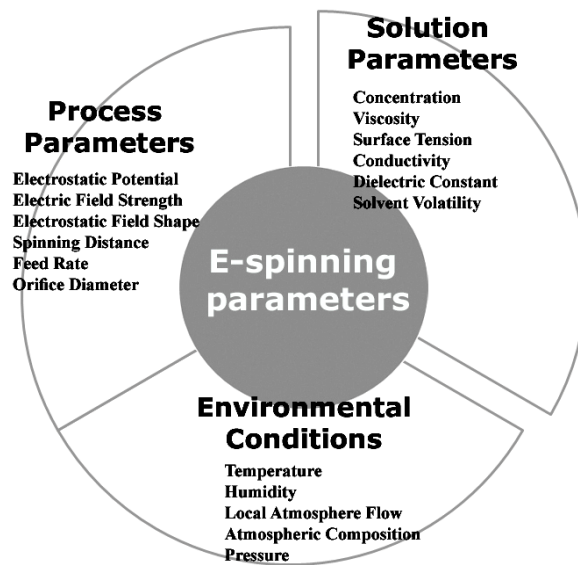 Solution
Parameters
Concentration
Viscosity
Surface Tension
Conductivity
Dielectric Constant
Solvent Volatility
Process
Parameters
Electrostatic Potential
Electric Field Strength
Electrostatic Field Shape
Spinning Distance
Feed Rate
Orifice Diameter
E-spinning
parameters
Environmental
Conditions
Temperature
Humidity
Local Atmosphere Flow
Atmospheric Composition
Pressure